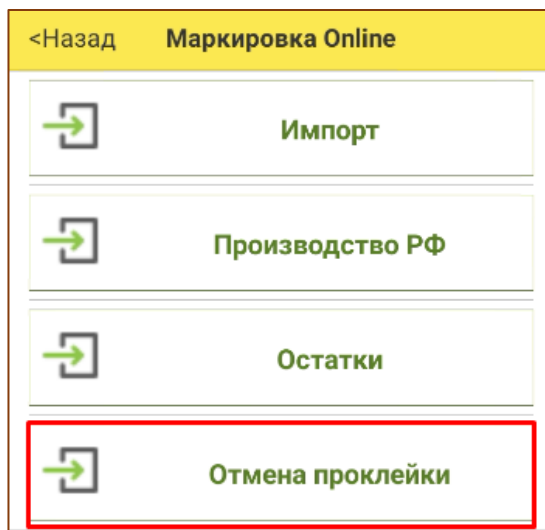 <Назад Маркировка Online
Импорт
Производство РФ
Остатки
Отмена проклейки